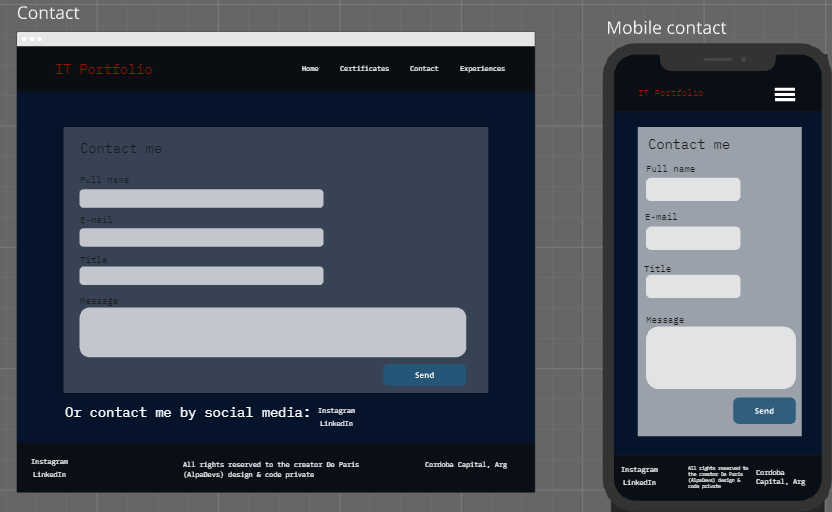 Contact
IT Portfolio
Home Certificates Contact Experiences
Contact me
Full name
E-mail
Title
Message
Send
Or contact me by social media:
Instagram
LinkedIn
Instagram
LinkedIn
All rights reserved to the creator De Paris
(AlpaDevs) design & code private
Cordoba Capital, Arg
Mobile contact
IT Portfolio
Contact me
Full name
E-mail
Title
Message
Send
Instagram
LinkedIn
All rights reserved to
the creator De Paris
(AlpaDevs) design &
code private
Cordoba
Capital, Arg